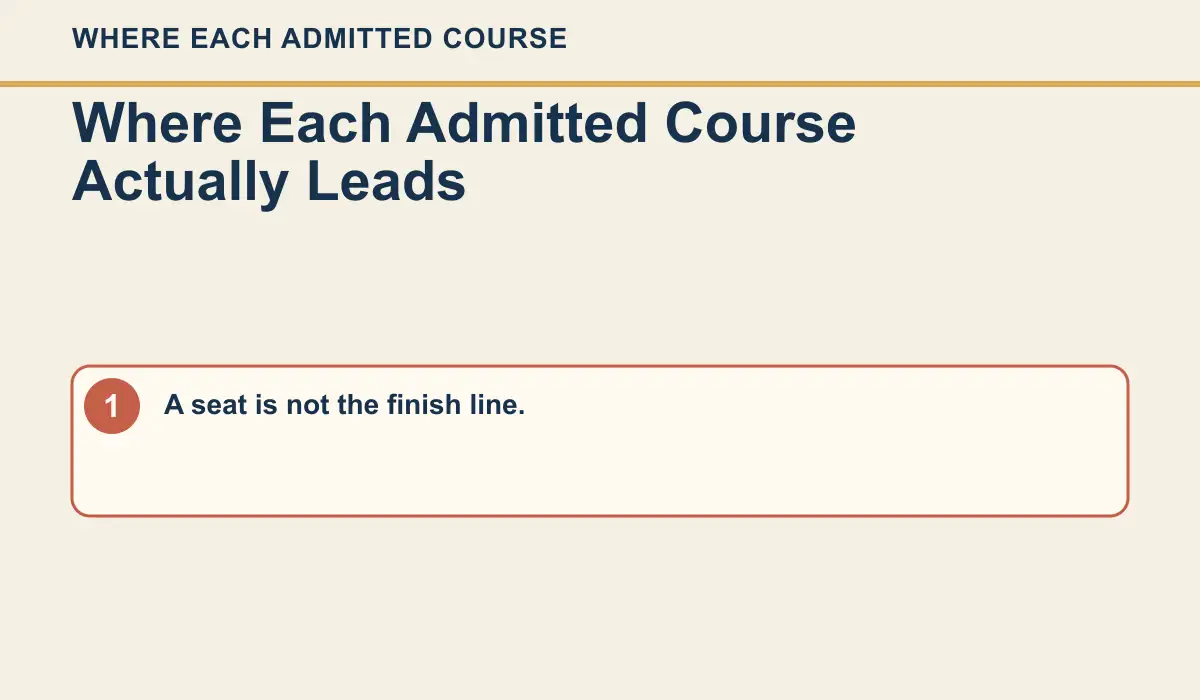 WHERE EACH ADMITTED COURSE
Where Each Admitted Course
Actually Leads
1
A seat is not the finish line.